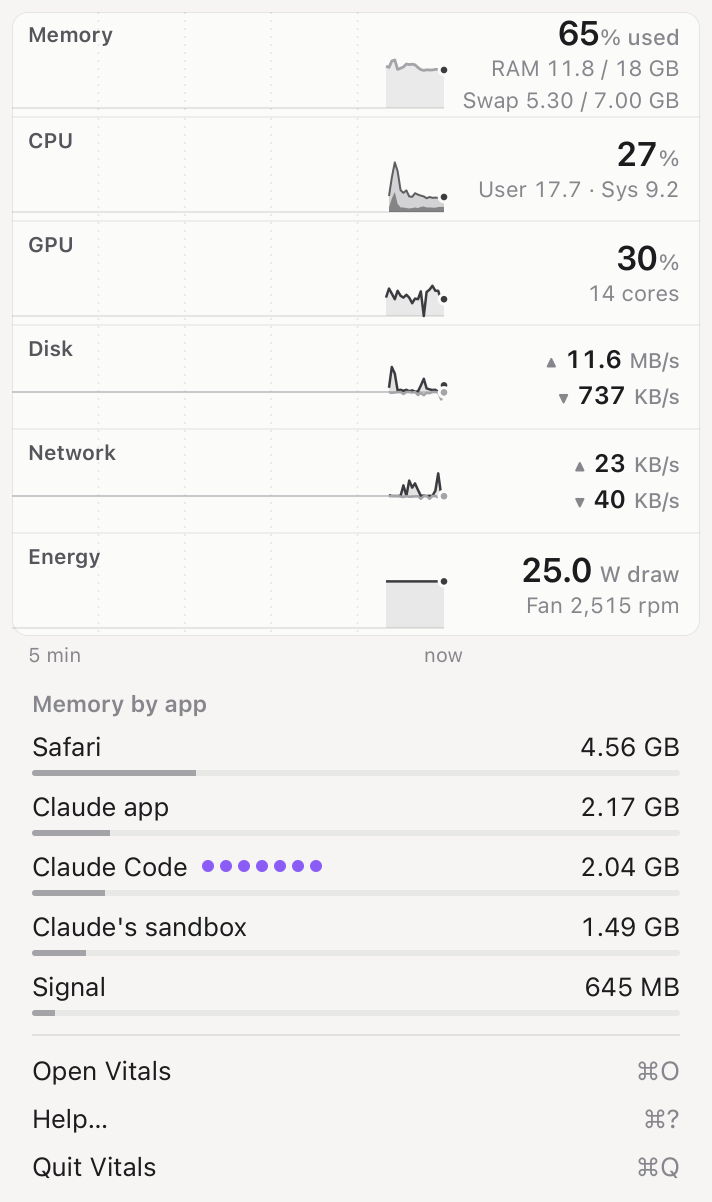 Memory
65% used
RAM 11.8 / 18 GB
Swap 5.30 / 7.00 GB
CPU
27%
User 17.7 · Sys 9.2
GPU
30%
14 cores
Disk
▲ 11.6 MB/s
▼ 737 KB/s
Network
▲ 23 KB/s
▼ 40 KB/s
Energy
25.0 W draw
Fan 2,515 rpm
5 min now
Memory by app
Safari 4.56 GB
Claude app 2.17 GB
Claude Code 2.04 GB
Claude's sandbox 1.49 GB
Signal 645 MB
Open Vitals ⌘O
Help... ⌘?
Quit Vitals ⌘Q